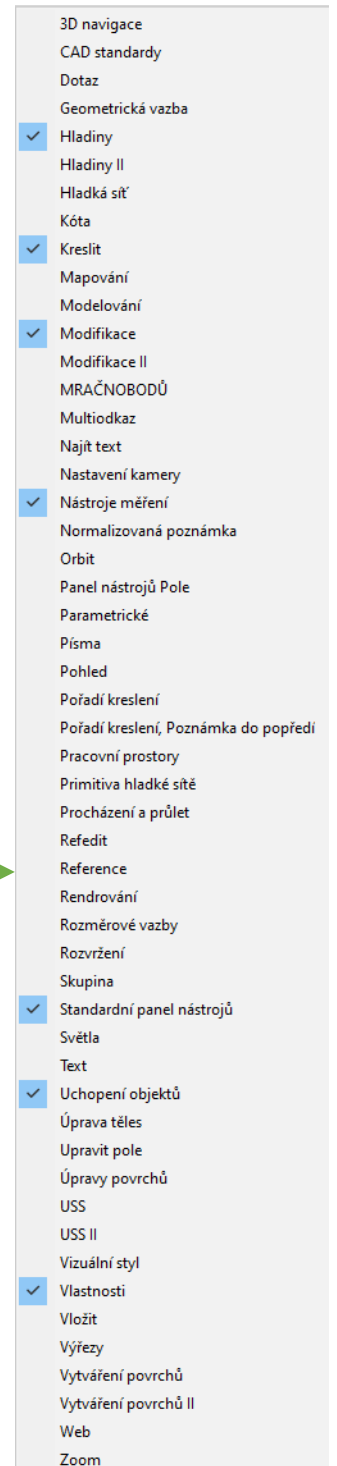 3D navigace
CAD standardy
Dotaz
Geometrická vazba
Hladiny
Hladiny II
Hladká síť
Kóta
Kreslit
Mapování
Modelování
Modifikace
Modifikace II
MRAČNOBODŮ
Multiodkaz
Najít text
Nastavení kamery
Nástroje měření
Normalizovaná poznámka
Orbit
Panel nástrojů Pole
Parametrické
Písma
Pohled
Pořadí kreslení
Pořadí kreslení, Poznámka do popředí
Pracovní prostory
Primitiva hladké sítě
Procházení a průlet
Refedit
Reference
Rendrování
Rozměrové vazby
Rozvržení
Skupina
Standardní panel nástrojů
Světla
Text
Uchopení objektů
Úprava těles
Upravit pole
Úpravy povrchů
USS
USS II
Vizuální styl
Vlastnosti
Vložit
Výřezy
Vytváření povrchů
Vytváření povrchů II
Web
Zoom